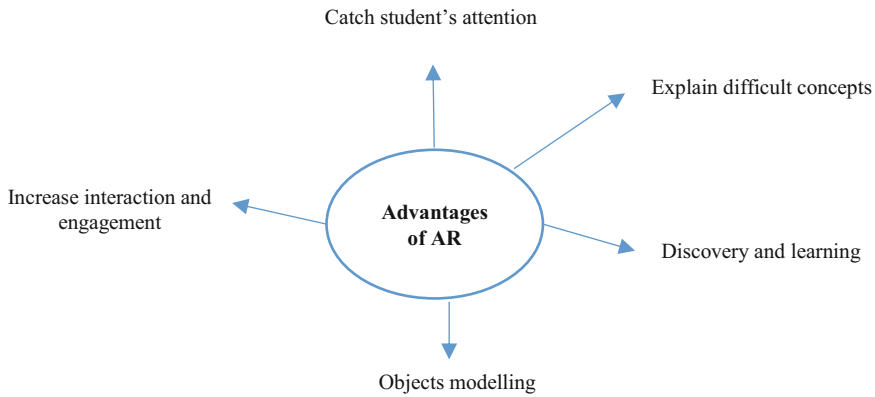 Catch student’s attention
Explain difficult concepts
Increase interaction and
engagement
Advantages
of AR
Discovery and learning
Objects modelling